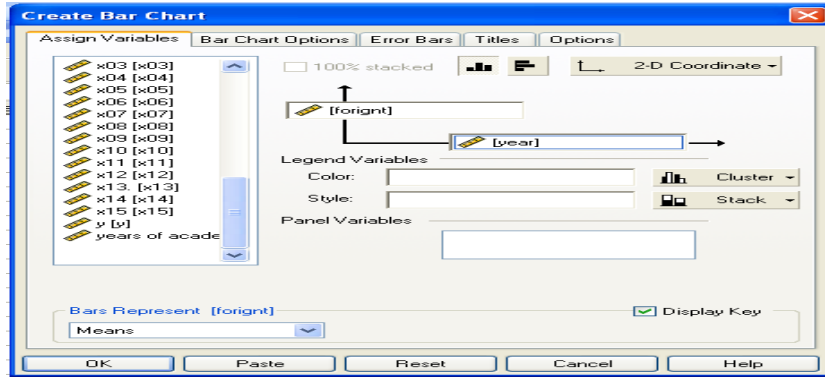 Create Bar Chart
Assign Variables Bar Chart Options Error Bars Titles Options
x03 [x03]
x04 [x04]
x05 [x05]
x06 [x06]
x07 [x07]
x08 [x08]
x09 [x09]
x10 [x10]
x11 [x11]
x12 [x12]
x13. [x13]
x14 [x14]
x15 [x15]
y [y]
years of acade
100% stacked
2-D Coordinate
[forignt]
[year]
Legend Variables
Color:
Cluster
Style:
Stack
Panel Variables
Bars Represent [forignt]
Means
Display Key
OK Paste Reset Cancel Help